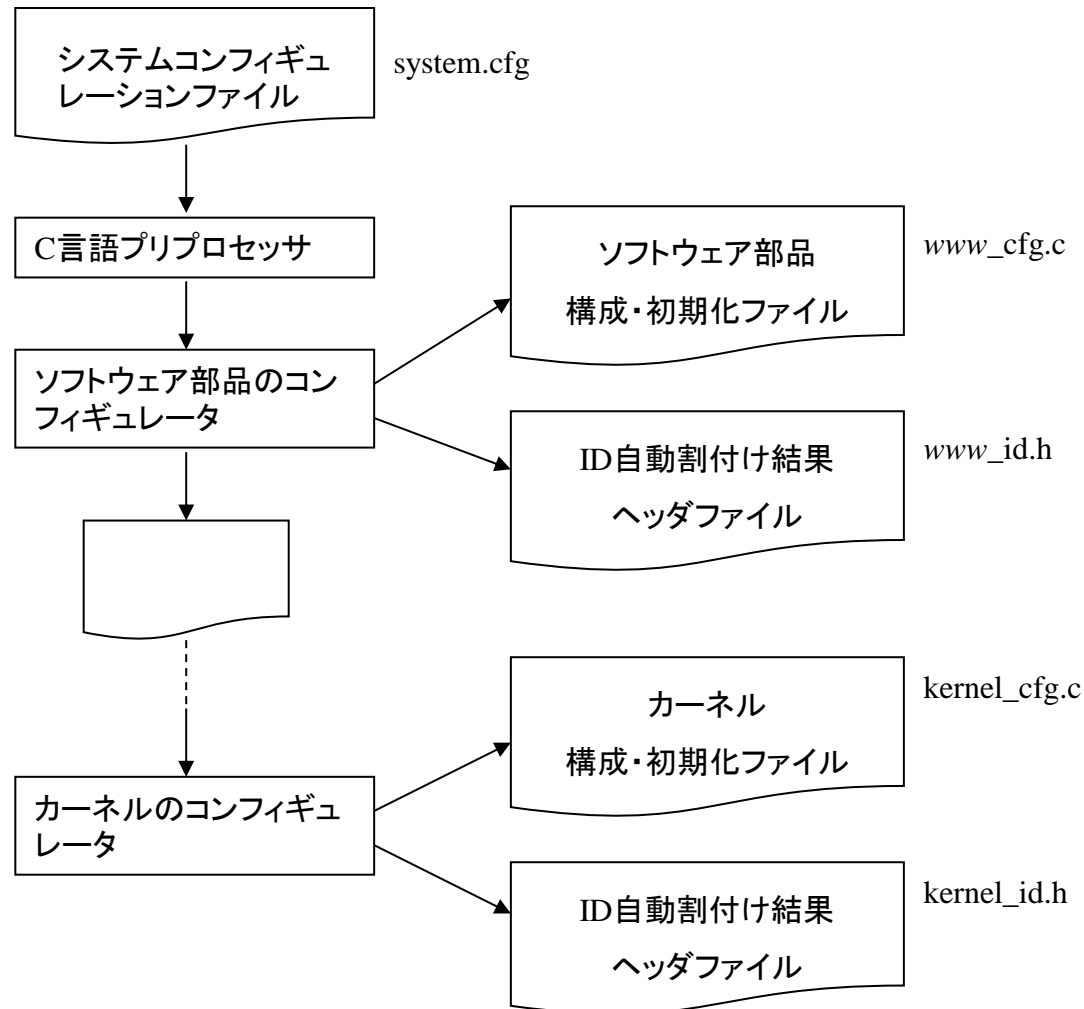 システムコンフィギュ
レーションファイル
system.cfg
C言語プリプロセッサ
ソフトウェア部品
構成・初期化ファイル
www_cfg.c
ソフトウェア部品のコン
フィギュレータ
ID自動割付け結果
ヘッダファイル
www_id.h
カーネル
構成・初期化ファイル
kernel_cfg.c
カーネルのコンフィギュ
レータ
ID自動割付け結果
ヘッダファイル
kernel_id.h